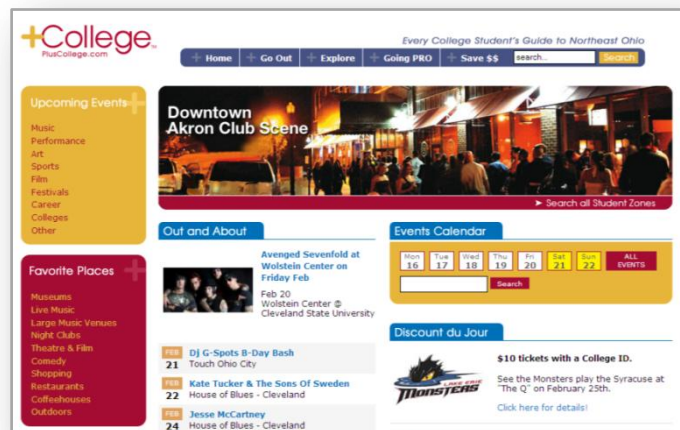 +College™
PlusCollege.com
Every College Student's Guide to Northeast Ohio
+ Home
+ Go Out
+ Explore
+ Going PRO
+ Save $$
search...
Search
Upcoming Events
Music
Performance
Art
Sports
Film
Festivals
Career
Colleges
Other
Favorite Places
Museums
Live Music
Large Music Venues
Night Clubs
Theatre & Film
Comedy
Shopping
Restaurants
Coffeehouses
Outdoors
Downtown
Akron Club Scene
➤ Search all Student Zones
Out and About
Avenged Sevenfold at
Wolstein Center on
Friday Feb
Feb 20
Wolstein Center @
Cleveland State University
FEB
21
Dj G-Spots B-Day Bash
Touch Ohio City
FEB
22
Kate Tucker & The Sons Of Sweden
House of Blues - Cleveland
FEB
24
Jesse McCartney
House of Blues - Cleveland
Events Calendar
Mon Tue Wed Thu Fri Sat Sun
16 17 18 19 20 21 22
ALL
EVENTS
Search
Discount du Jour
LAKE ERIE
MONSTERS
$10 tickets with a College ID.
See the Monsters play the Syracuse at
"The Q" on February 25th.
Click here for details!